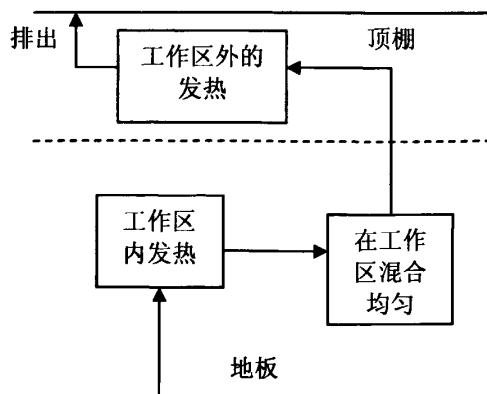 排出
工作区外的
发热
顶棚
工作区
内发热
在工作
区混合
均匀
地板